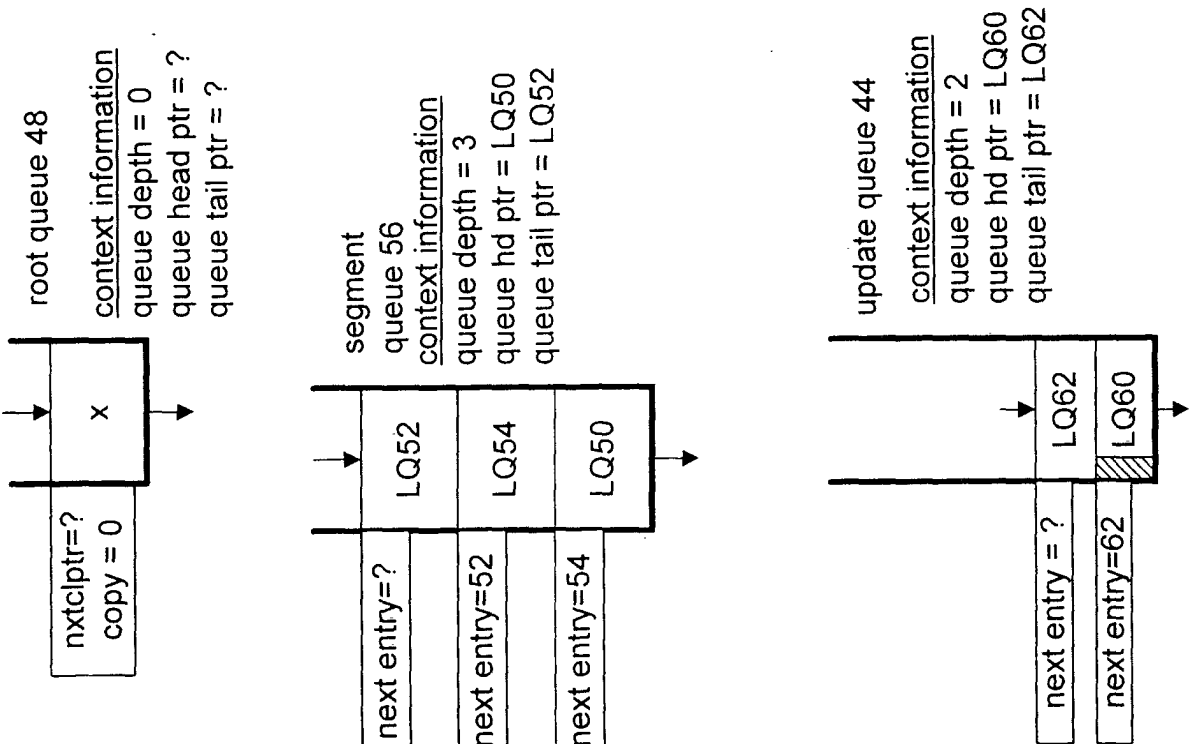 root queue 48
context information
queue depth = 0
queue head ptr = ?
queue tail ptr = ?
nxtclptr=?
copy = 0
x
segment
queue 56
context information
queue depth = 3
queue hd ptr = LQ50
queue tail ptr = LQ52
next entry=?
LQ52
next entry=52
LQ54
next entry=54
LQ50
update queue 44
context information
queue depth = 2
queue hd ptr = LQ60
queue tail ptr = LQ62
next entry = ?
LQ62
next entry=62
LQ60